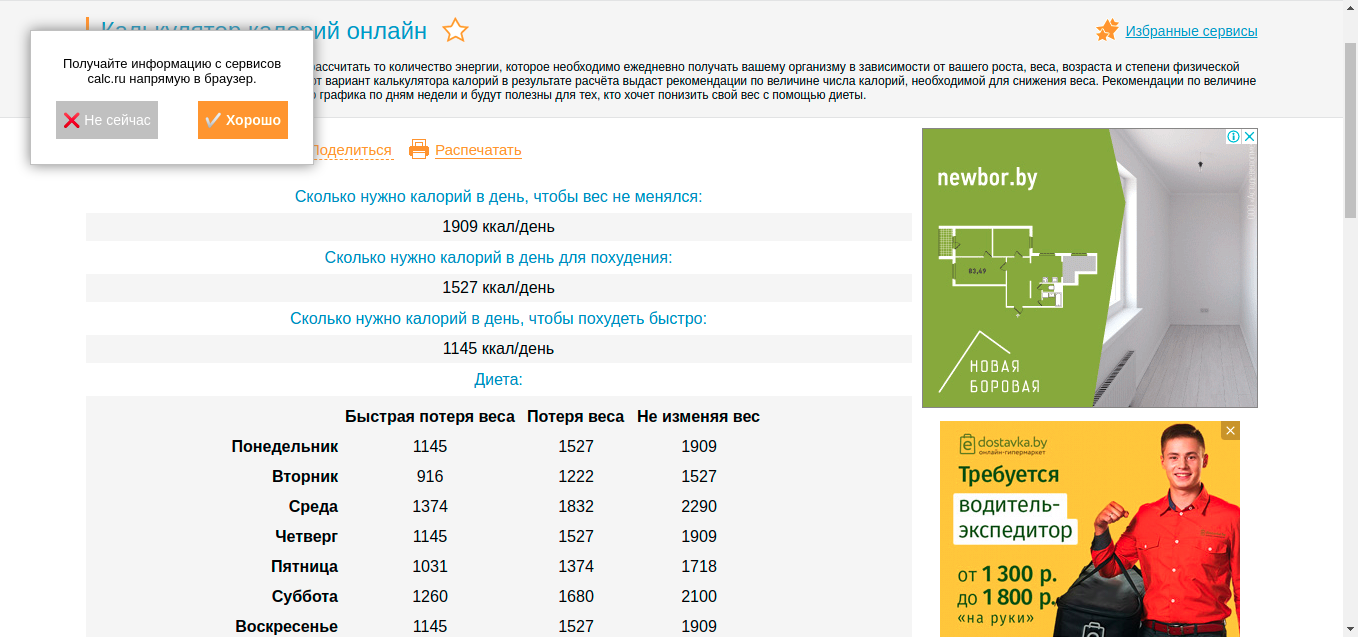 Калькулятор калорий онлайн
Избранные сервисы
Получайте информацию с сервисов
calc.ru напрямую в браузер.
Не сейчас
Хорошо
рассчитать то количество энергии, которое необходимо ежедневно получать вашему организму в зависимости от вашего роста, веса, возраста и степени физической
вариант калькулятора калорий в результате расчёта выдаст рекомендации по величине числа калорий, необходимой для снижения веса. Рекомендации по величине
графика по дням недели и будут полезны для тех, кто хочет понизить свой вес с помощью диеты.
Поделиться
Распечатать
Сколько нужно калорий в день, чтобы вес не менялся:
1909 ккал/день
Сколько нужно калорий в день для похудения:
1527 ккал/день
Сколько нужно калорий в день, чтобы похудеть быстро:
1145 ккал/день
Диета:
Быстрая потеря веса Потеря веса Не изменяя вес
Понедельник 1145 1527 1909
Вторник 916 1222 1527
Среда 1374 1832 2290
Четверг 1145 1527 1909
Пятница 1031 1374 1718
Суббота 1260 1680 2100
Воскресенье 1145 1527 1909
newbor.by
83,49
НОВАЯ
БОРОВАЯ
edostavka.by
онлайн-гипермаркет
Требуется
водитель-
экспедитор
от 1 300 р.
до 1 800 р.
«на руки»